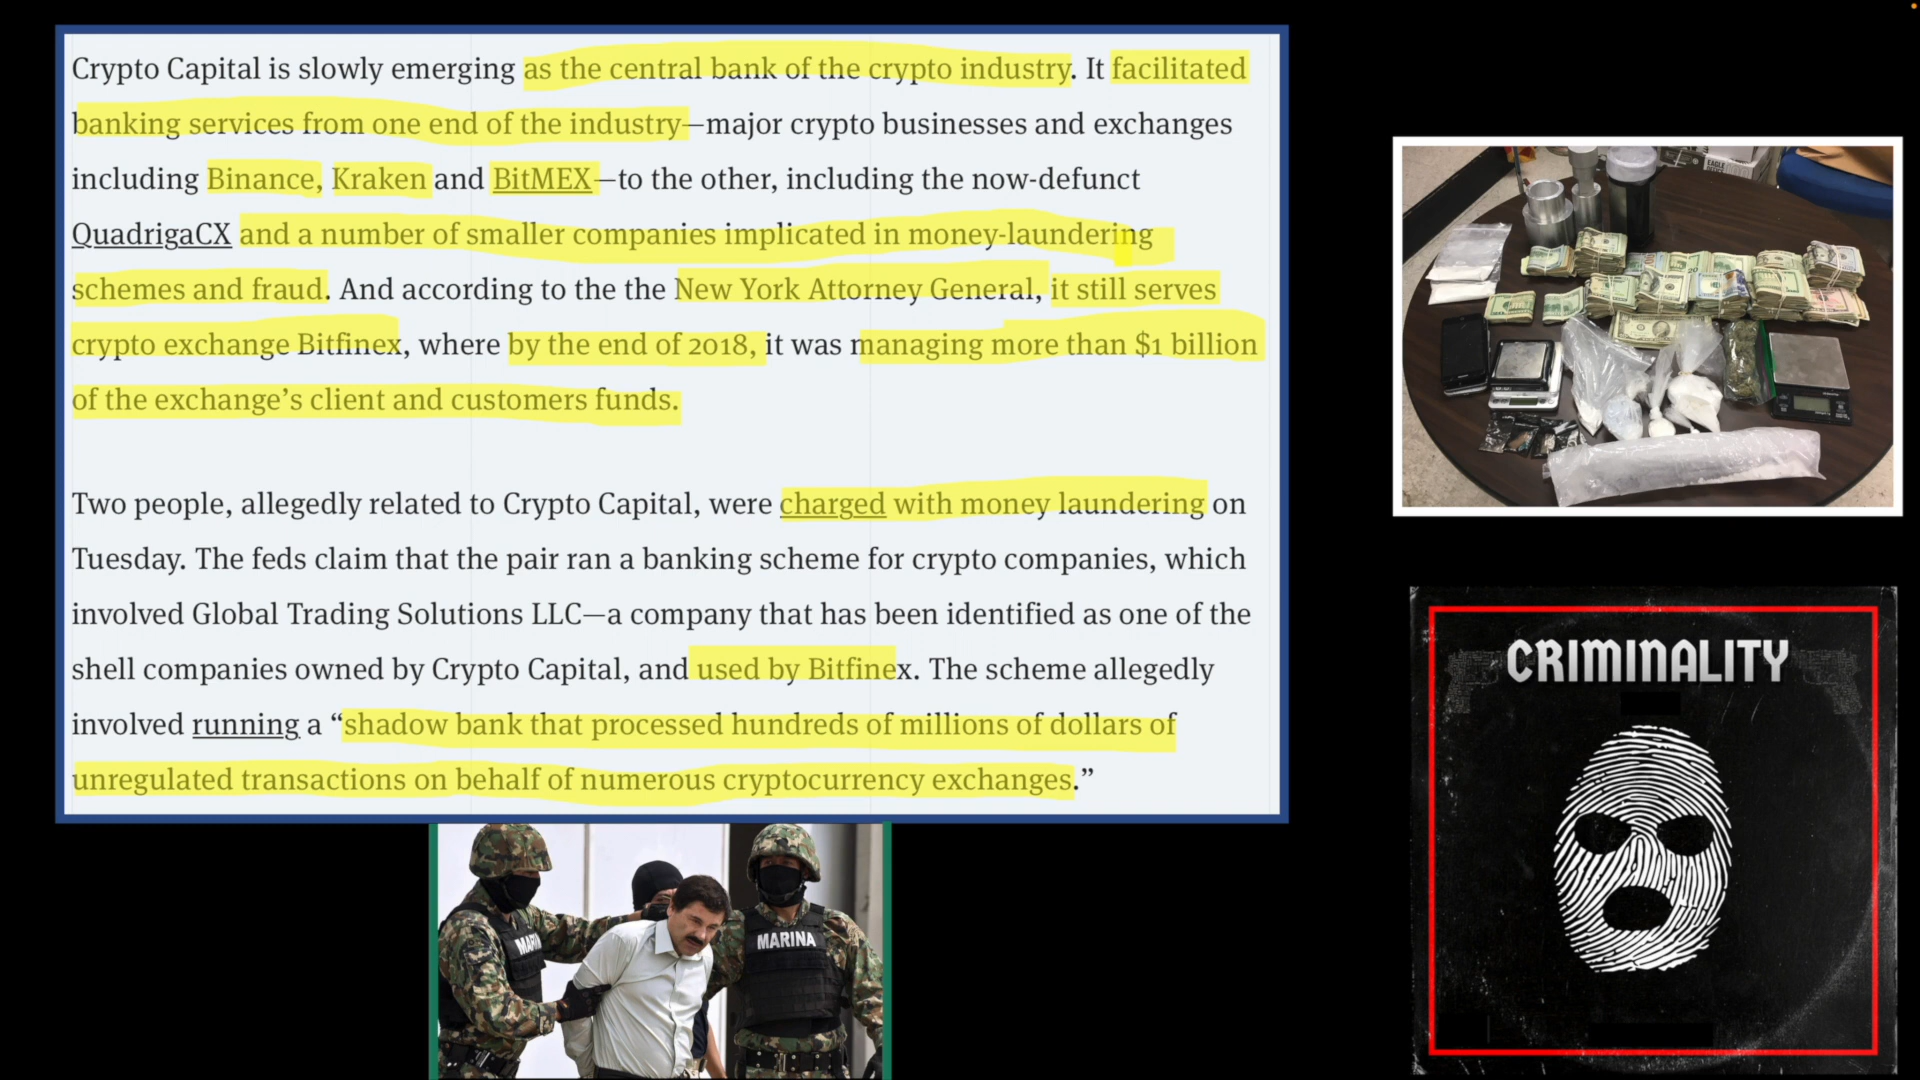 Crypto Capital is slowly emerging as the central bank of the crypto industry. It facilitated
banking services from one end of the industry—major crypto businesses and exchanges
including Binance, Kraken and BitMEX—to the other, including the now-defunct
QuadrigaCX and a number of smaller companies implicated in money-laundering
schemes and fraud. And according to the the New York Attorney General, it still serves
crypto exchange Bitfinex, where by the end of 2018, it was managing more than $1 billion
of the exchange’s client and customers funds.
Two people, allegedly related to Crypto Capital, were charged with money laundering on
Tuesday. The feds claim that the pair ran a banking scheme for crypto companies, which
involved Global Trading Solutions LLC—a company that has been identified as one of the
shell companies owned by Crypto Capital, and used by Bitfinex. The scheme allegedly
involved running a “shadow bank that processed hundreds of millions of dollars of
unregulated transactions on behalf of numerous cryptocurrency exchanges.”
CRIMINALITY
MARINA